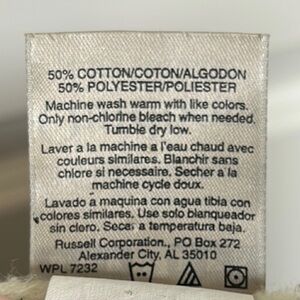 50% COTTON/COTON/ALGODON
50% POLYESTER/POLIESTER
Machine wash warm with like colors.
Only non-chlorine bleach when needed.
Tumble dry low.
Laver a la machine a l'eau chaud avec
couleurs similares. Blanchir sans
chlore si necessaire. Secher a la
machine cycle doux.
Lavado a maquina con agua tibia con
colores similares. Use solo blanqueador
sin cloro. Secar a temperatura baja.
Russell Corporation., PO Box 272
Alexander City, AL 35010
WPL 7232